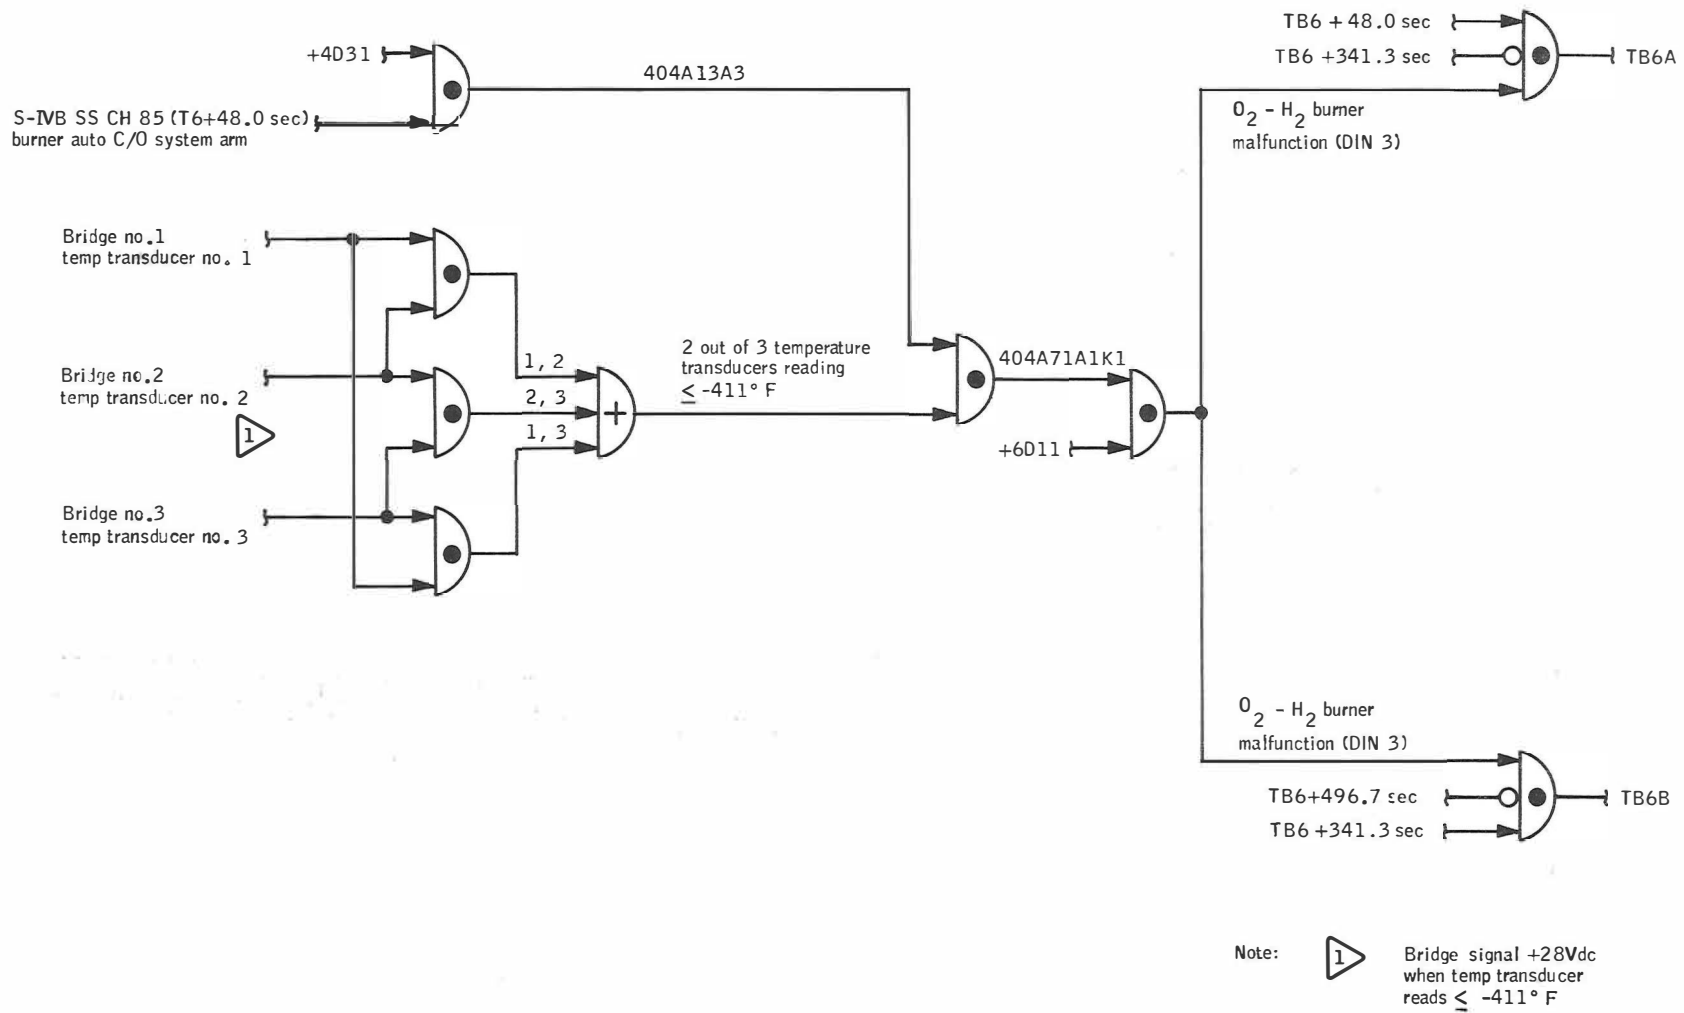 +4D31
S-IVB SS CH 85 (T6+48.0 sec)
burner auto C/O system arm
404A13A3
TB6 + 48.0 sec
TB6 +341.3 sec
TB6A
O2 - H2 burner
malfunction (DIN 3)
Bridge no.1
temp transducer no. 1
Bridge no.2
temp transducer no. 2
1
Bridge no.3
temp transducer no. 3
1, 2
2, 3
1, 3
+
2 out of 3 temperature
transducers reading
≤ -411° F
404A71A1K1
+6D11
O2 - H2 burner
malfunction (DIN 3)
TB6+496.7 sec
TB6B
TB6 +341.3 sec
Note:
1
Bridge signal +28Vdc
when temp transducer
reads ≤ -411° F